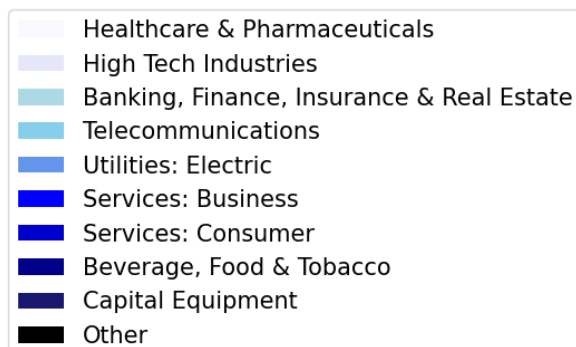 Healthcare & Pharmaceuticals
High Tech Industries
Banking, Finance, Insurance & Real Estate
Telecommunications
Utilities: Electric
Services: Business
Services: Consumer
Beverage, Food & Tobacco
Capital Equipment
Other